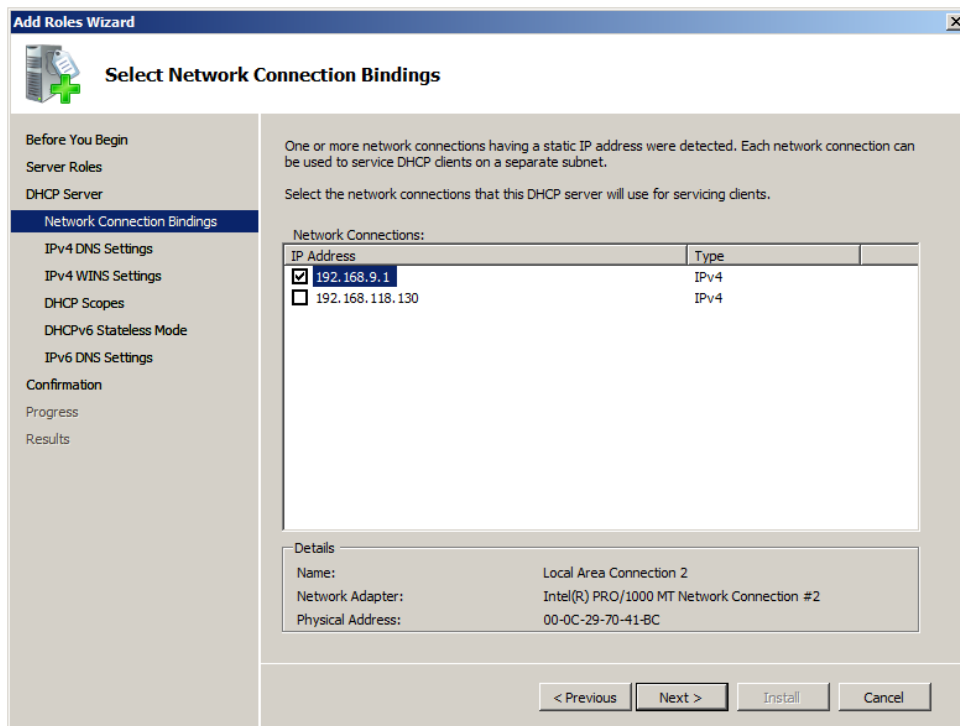 Add Roles Wizard
Select Network Connection Bindings
Before You Begin
Server Roles
DHCP Server
Network Connection Bindings
IPv4 DNS Settings
IPv4 WINS Settings
DHCP Scopes
DHCPv6 Stateless Mode
IPv6 DNS Settings
Confirmation
Progress
Results
One or more network connections having a static IP address were detected. Each network connection can
be used to service DHCP clients on a separate subnet.
Select the network connections that this DHCP server will use for servicing clients.
Network Connections:
IP Address Type
192.168.9.1 IPv4
192.168.118.130 IPv4
Details
Name: Local Area Connection 2
Network Adapter: Intel(R) PRO/1000 MT Network Connection #2
Physical Address: 00-0C-29-70-41-BC
< Previous Next > Install Cancel